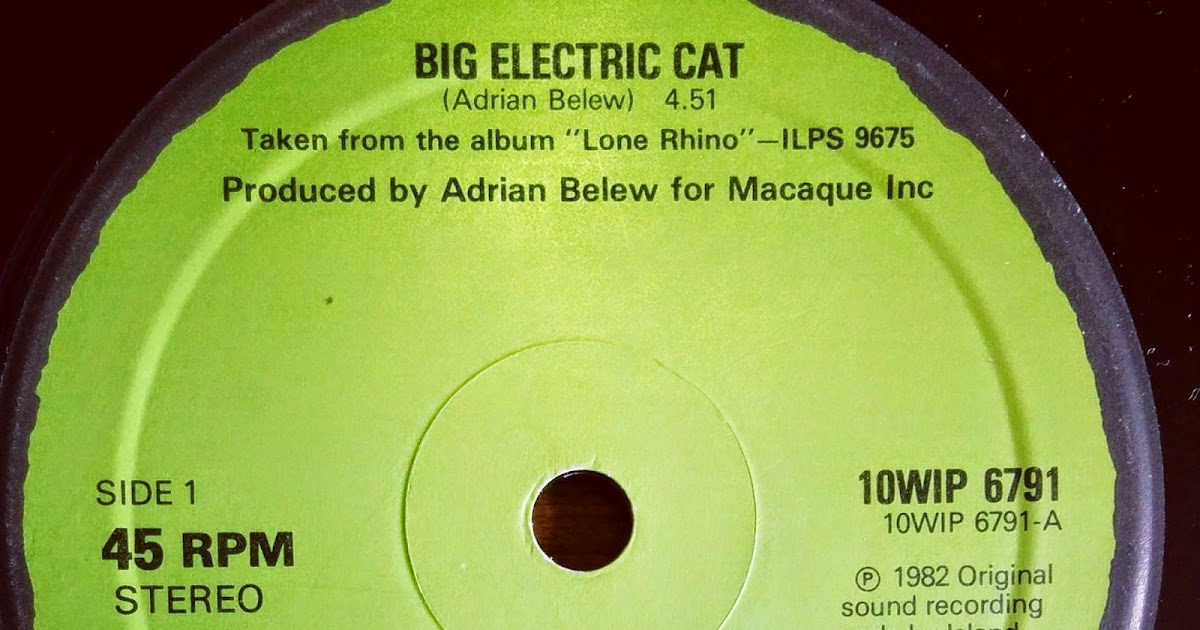 BIG ELECTRIC CAT
(Adrian Belew) 4.51
Taken from the album "Lone Rhino"—ILPS 9675
Produced by Adrian Belew for Macaque Inc
SIDE 1
45 RPM
STEREO
10WIP 6791
10WIP 6791-A
℗ 1982 Original
sound recording